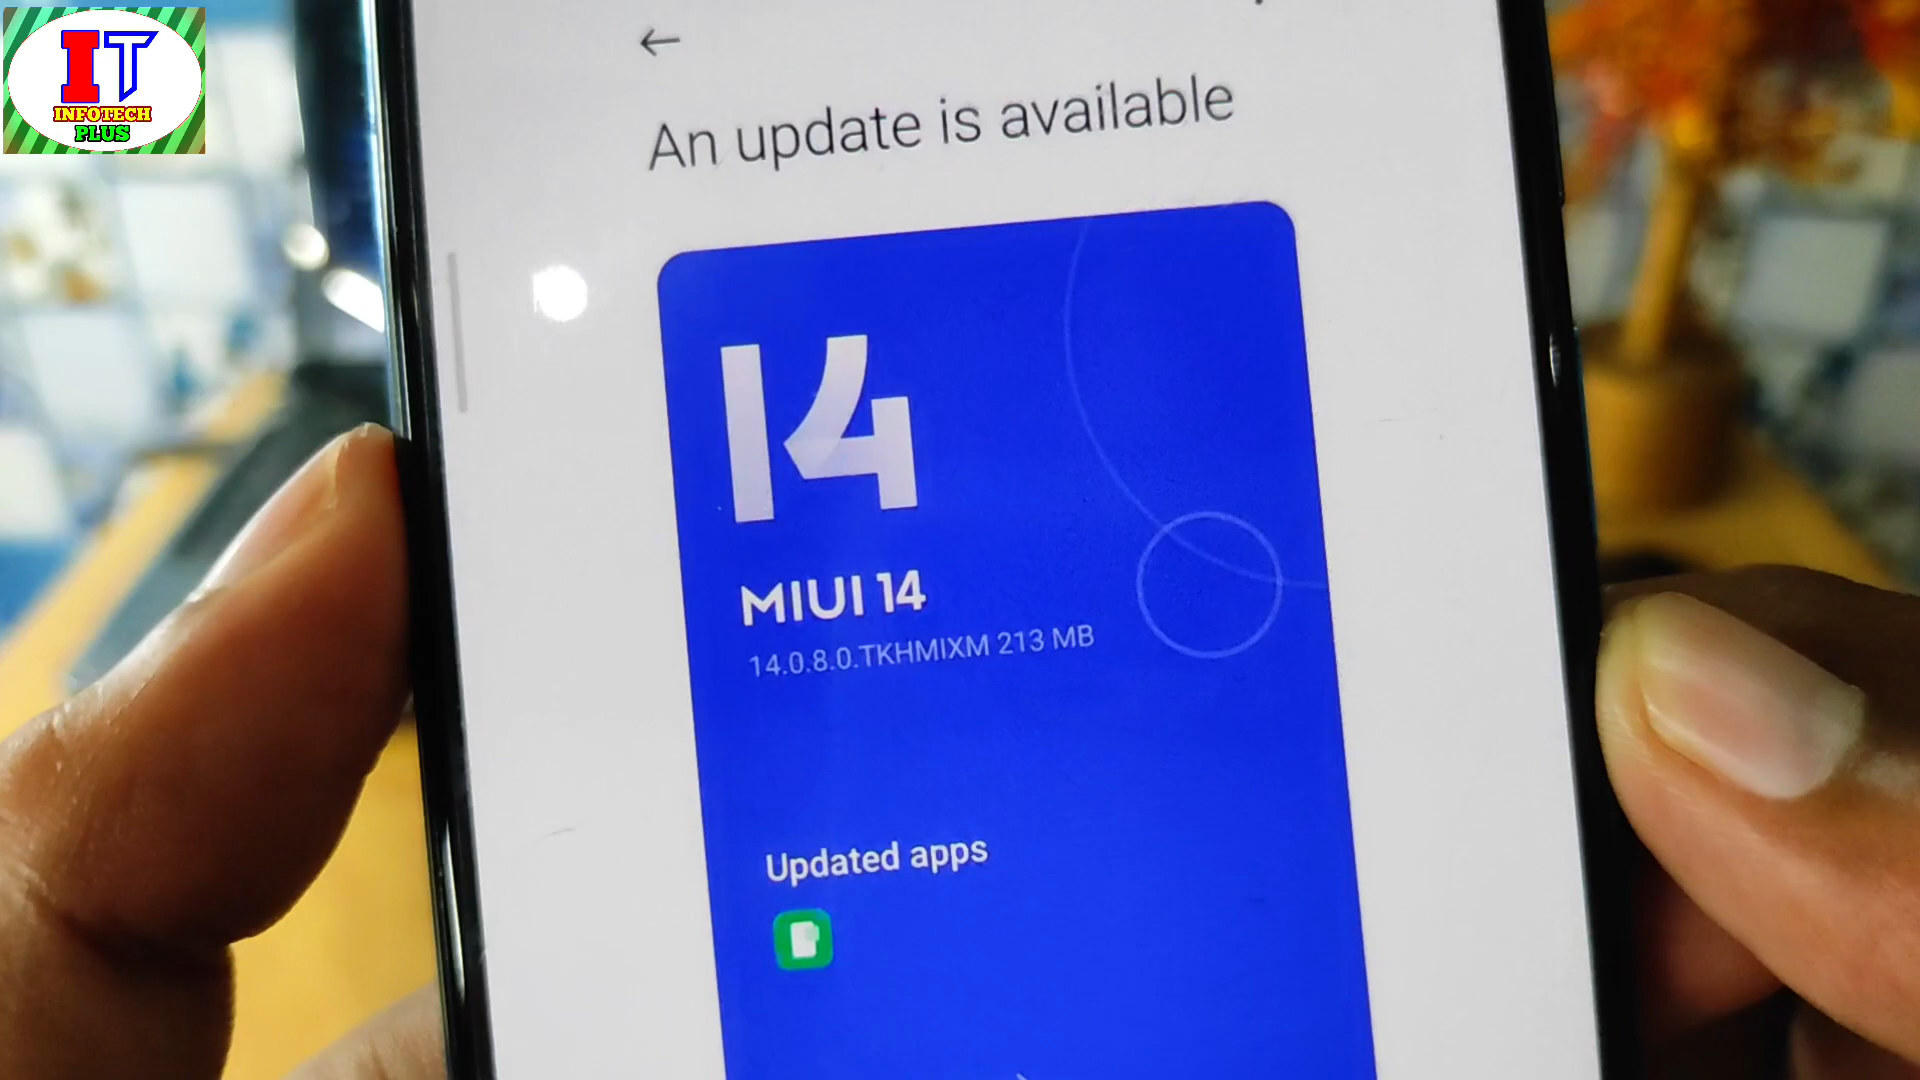 IT
INFOTECH
PLUS
←
An update is available
14
MIUI 14
14.0.8.0.TKHMIXM 213 MB
Updated apps